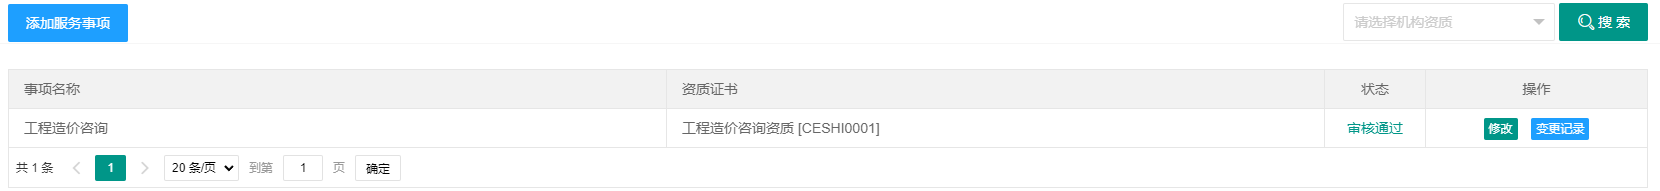 添加服务事项 请选择机构资质 搜 索
事项名称 资质证书 状态 操作
工程造价咨询 工程造价咨询资质 [CESHI0001] 审核通过 修改 变更记录
共 1 条 1 20 条/页 到第 1 页 确定